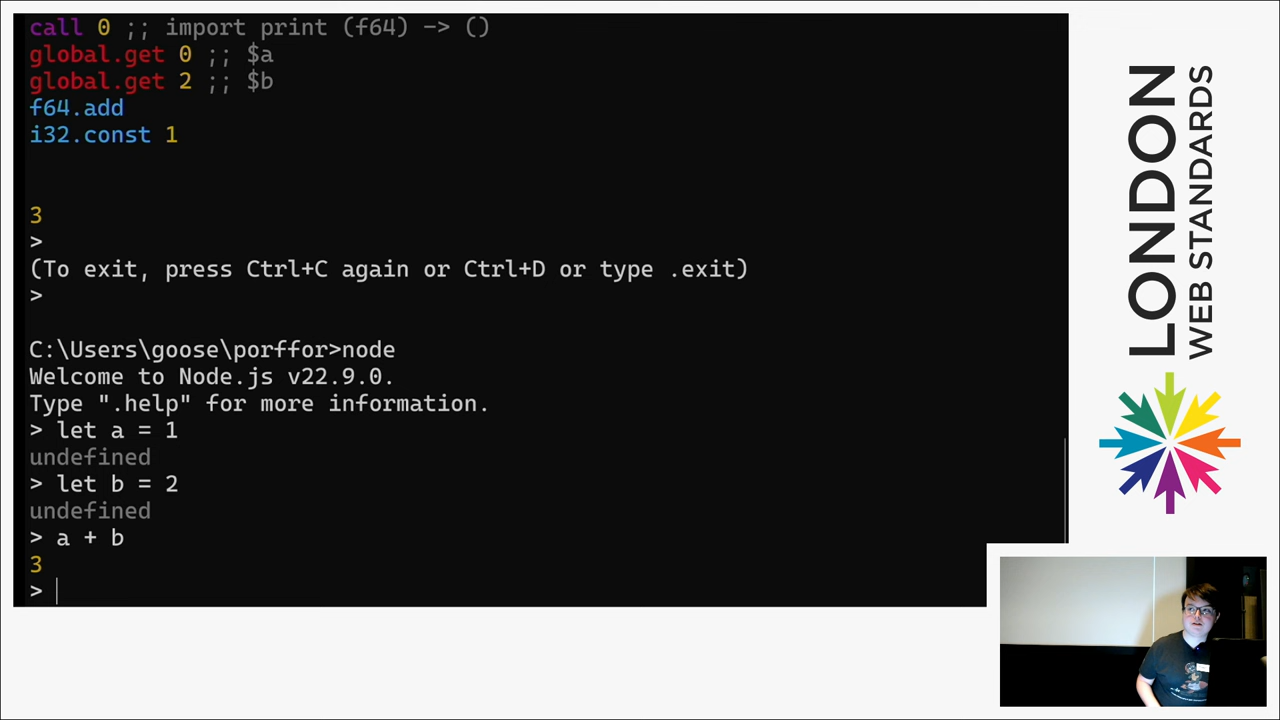 call 0 ;; import print (f64) -> ()
global.get 0 ;; $a
global.get 2 ;; $b
f64.add
i32.const 1
3
>
(To exit, press Ctrl+C again or Ctrl+D or type .exit)
>
C:\Users\goose\porffor>node
Welcome to Node.js v22.9.0.
Type ".help" for more information.
> let a = 1
undefined
> let b = 2
undefined
> a + b
3
>
LONDON
WEB STANDARDS